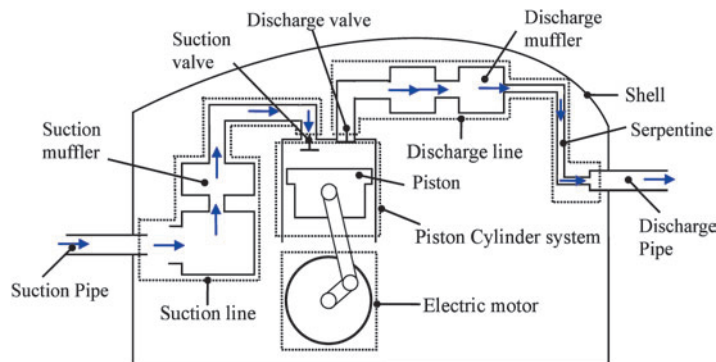 Suction
valve
Discharge valve
Discharge
muffler
Shell
Serpentine
Suction
muffler
Discharge line
Piston
Discharge
Pipe
Piston Cylinder system
Suction Pipe
Suction line
Electric motor